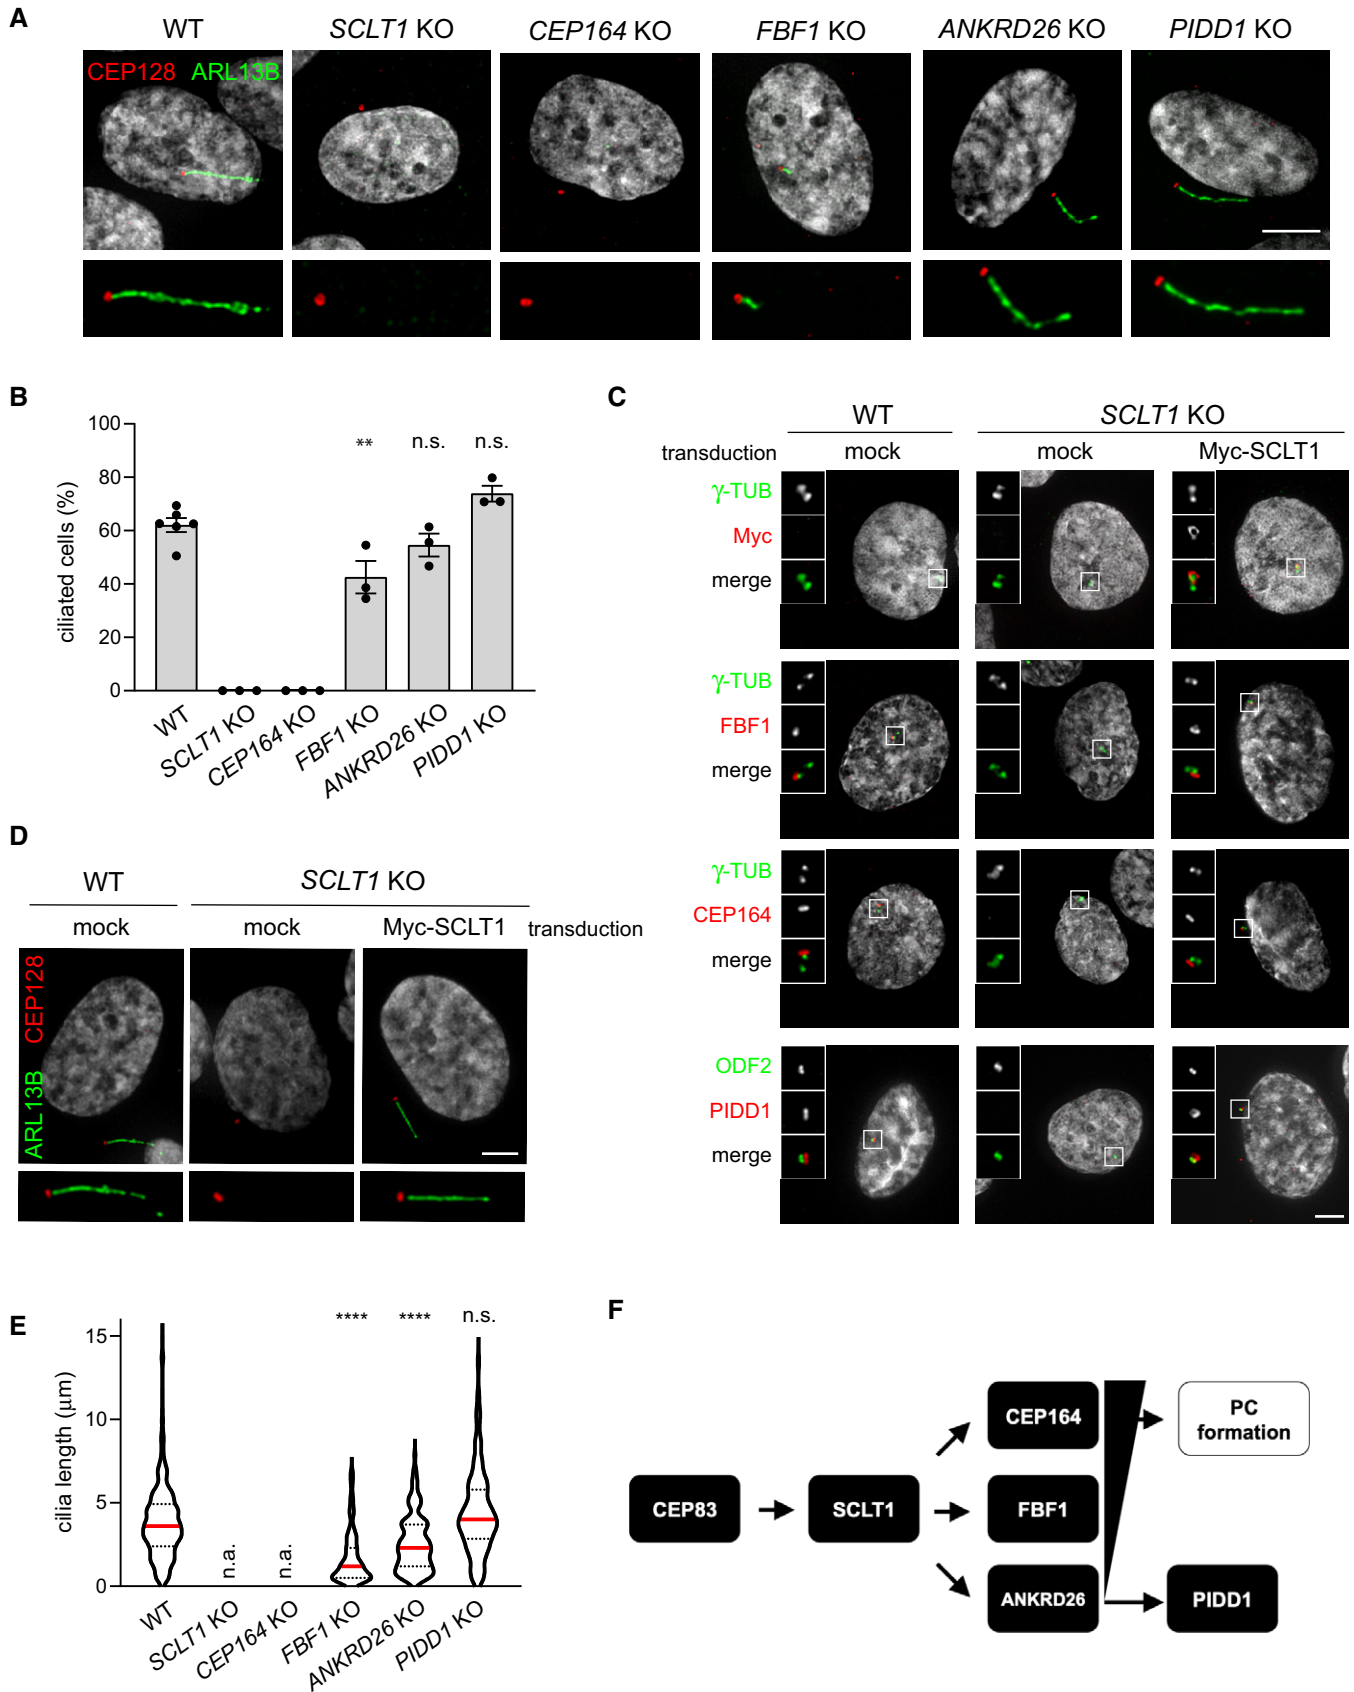 A
WT
SCLT1 KO
CEP164 KO
FBF1 KO
ANKRD26 KO
PIDD1 KO
CEP128 ARL13B
B
ciliated cells (%)
100
80
60
40
20
0
**
n.s.
n.s.
WT
SCLT1 KO
CEP164 KO
FBF1 KO
ANKRD26 KO
PIDD1 KO
C
WT
SCLT1 KO
transduction
mock
mock
Myc-SCLT1
γ-TUB
Myc
merge
γ-TUB
FBF1
merge
γ-TUB
CEP164
merge
ODF2
PIDD1
merge
D
WT
SCLT1 KO
mock
mock
Myc-SCLT1
transduction
ARL13B CEP128
E
cilia length (μm)
15
10
5
0
n.a.
n.a.
****
****
n.s.
WT
SCLT1 KO
CEP164 KO
FBF1 KO
ANKRD26 KO
PIDD1 KO
F
CEP83
SCLT1
CEP164
FBF1
ANKRD26
PC
formation
PIDD1